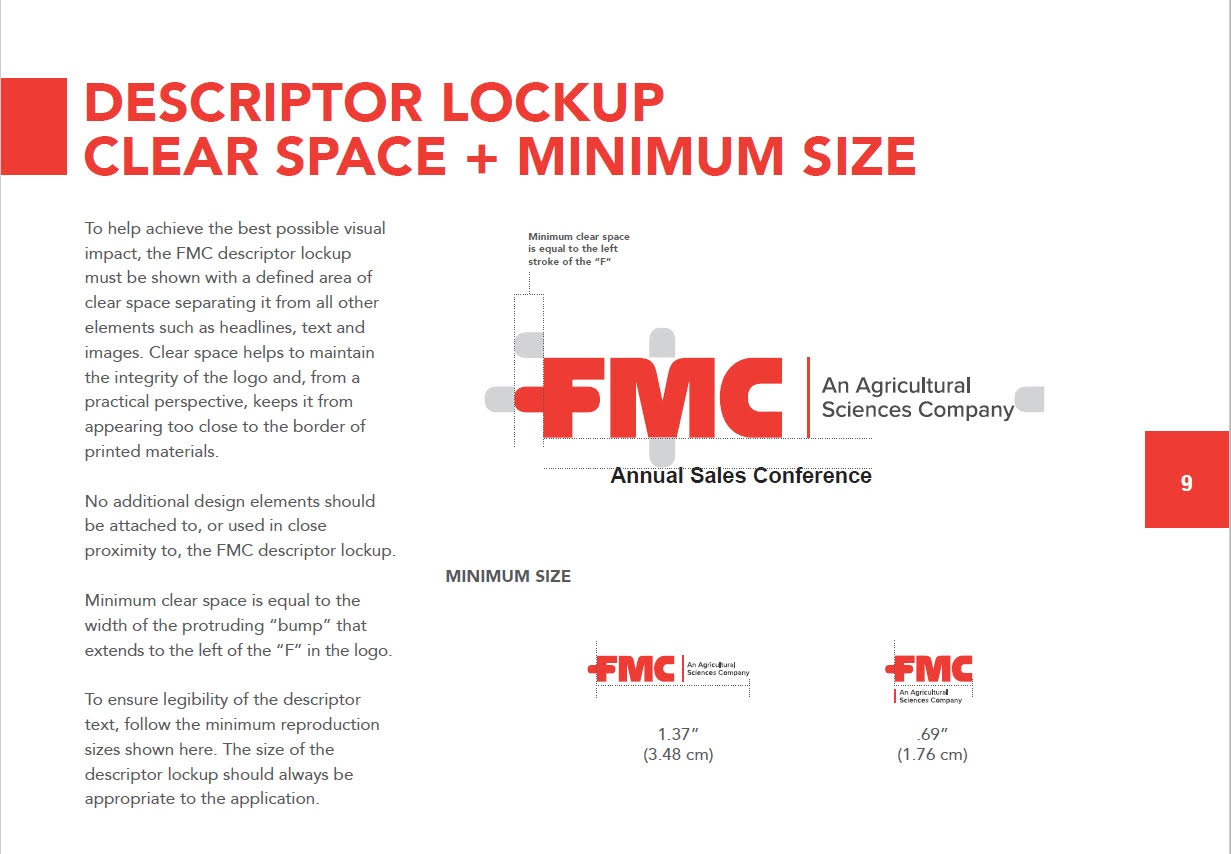 DESCRIPTOR LOCKUP
CLEAR SPACE + MINIMUM SIZE
To help achieve the best possible visual
impact, the FMC descriptor lockup
must be shown with a defined area of
clear space separating it from all other
elements such as headlines, text and
images. Clear space helps to maintain
the integrity of the logo and, from a
practical perspective, keeps it from
appearing too close to the border of
printed materials.
No additional design elements should
be attached to, or used in close
proximity to, the FMC descriptor lockup.
Minimum clear space is equal to the
width of the protruding “bump” that
extends to the left of the “F” in the logo.
To ensure legibility of the descriptor
text, follow the minimum reproduction
sizes shown here. The size of the
descriptor lockup should always be
appropriate to the application.
Minimum clear space
is equal to the left
stroke of the “F”
FMC
An Agricultural
Sciences Company
Annual Sales Conference
9
MINIMUM SIZE
FMC
An Agricultural
Sciences Company
1.37”
(3.48 cm)
FMC
An Agricultural
Sciences Company
.69”
(1.76 cm)